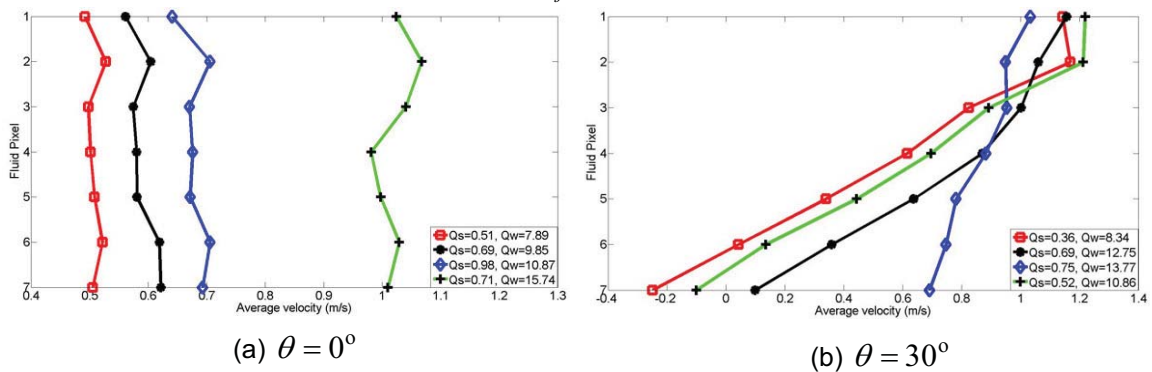 f
1
2
3
4
5
6
7
Fluid Pixel
0.4 0.5 0.6 0.7 0.8 0.9 1 1.1 1.2 1.3
Average velocity (m/s)
Qs=0.51, Qw=7.89
Qs=0.69, Qw=9.85
Qs=0.98, Qw=10.87
Qs=0.71, Qw=15.74
(a) θ = 0°
1
2
3
4
5
6
7
Fluid Pixel
-0.4 -0.2 0 0.2 0.4 0.6 0.8 1 1.2 1.4
Average velocity (m/s)
Qs=0.36, Qw=8.34
Qs=0.69, Qw=12.75
Qs=0.75, Qw=13.77
Qs=0.52, Qw=10.86
(b) θ = 30°